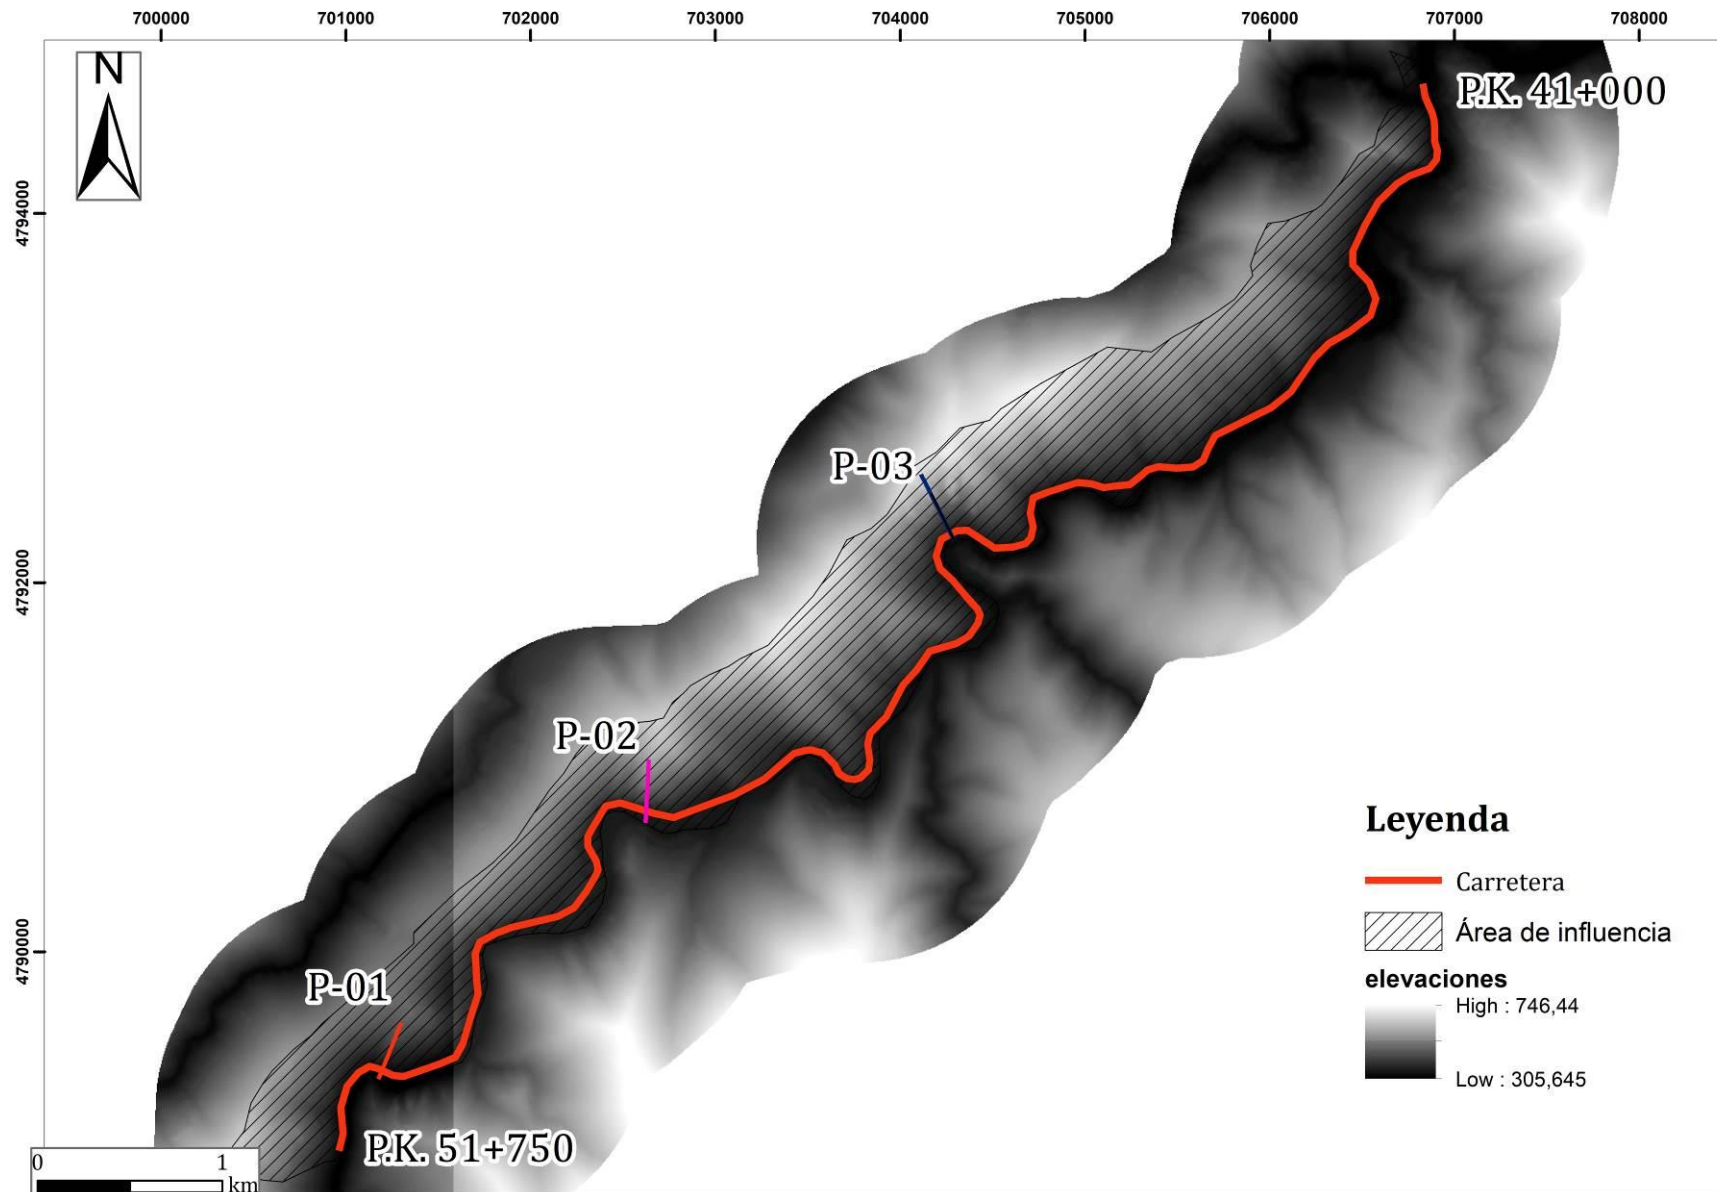 700000 701000 702000 703000 704000 705000 706000 707000 708000
N
P.K. 41+000
4794000
P-03
4792000
P-02
Leyenda
Carretera
Área de influencia
4790000
elevaciones
P-01
High : 746,44
Low : 305,645
P.K. 51+750
0 1
km